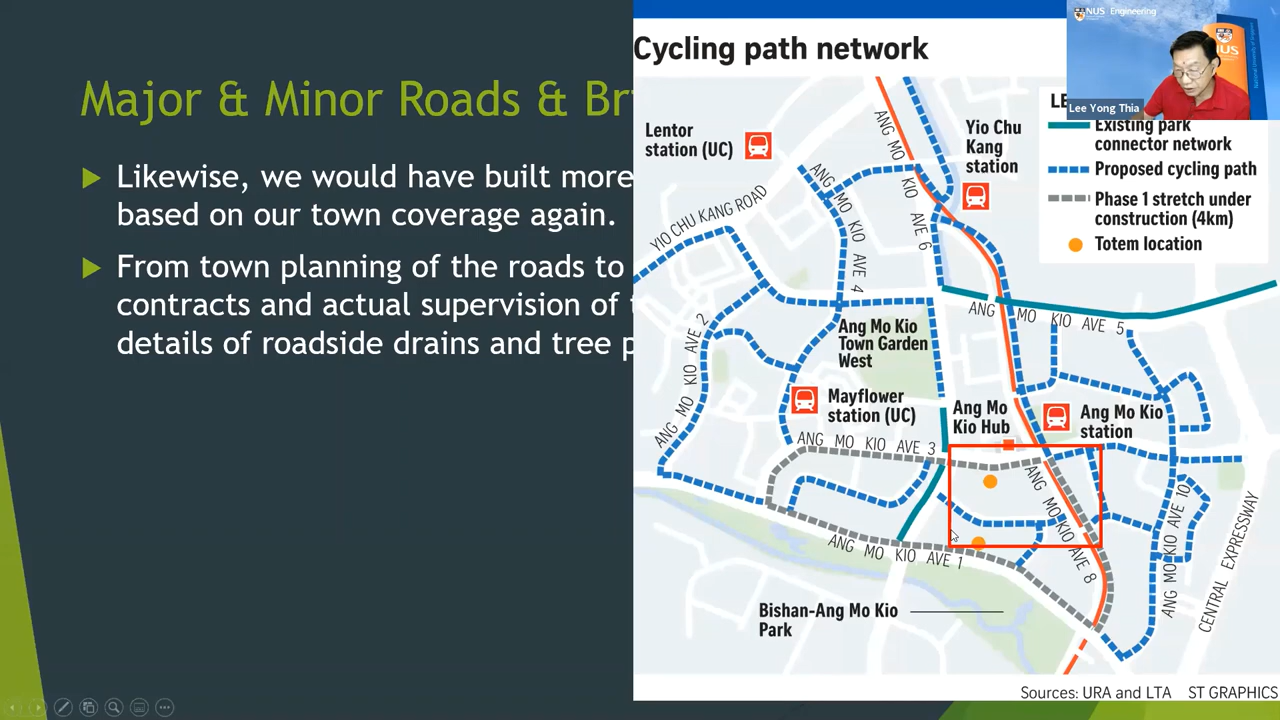 Major & Minor Roads & Br
Likewise, we would have built more
based on our town coverage again.
From town planning of the roads to
contracts and actual supervision of
details of roadside drains and tree p
Cycling path network
NUS Engineering
NUS
Lee Yong Thia
Existing park
connector network
Proposed cycling path
Phase 1 stretch under
construction (4km)
Totem location
Lentor
station (UC)
Yio Chu
Kang
station
YIO CHU KANG ROAD
ANG MO KIO AVE 6
ANG MO KIO AVE 4
ANG MO KIO AVE 5
ANG MO KIO AVE 2
Ang Mo Kio
Town Garden
West
Mayflower
station (UC)
Ang Mo
Kio Hub
Ang Mo Kio
station
ANG MO KIO AVE 3
ANG MO KIO AVE 8
ANG MO KIO AVE 10
ANG MO KIO AVE 1
CENTRAL EXPRESSWAY
Bishan-Ang Mo Kio
Park
Sources: URA and LTA ST GRAPHICS